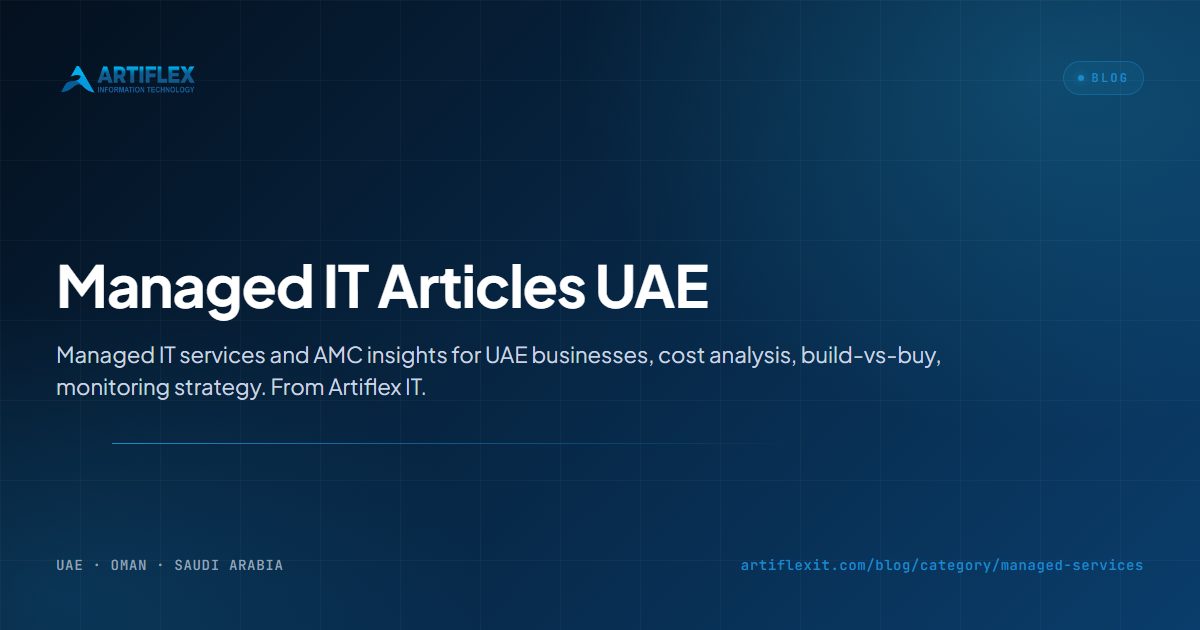 ARTIFLEX
INFORMATION TECHNOLOGY
BLOG
Managed IT Articles UAE
Managed IT services and AMC insights for UAE businesses, cost analysis, build-vs-buy,
monitoring strategy. From Artiflex IT.
UAE · OMAN · SAUDI ARABIA
artiflexit.com/blog/category/managed-services